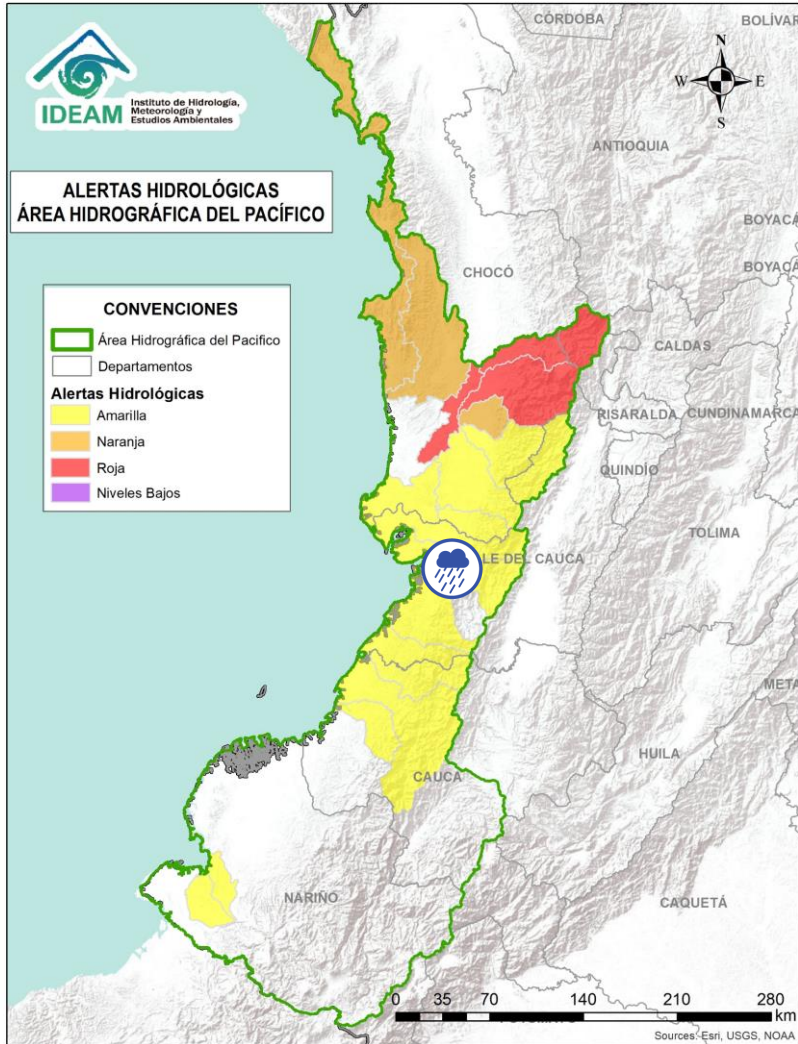 IDEAM
Instituto de Hidrología,
Meteorología y
Estudios Ambientales
ALERTAS HIDROLÓGICAS
ÁREA HIDROGRÁFICA DEL PACÍFICO
CONVENCIONES
Área Hidrográfica del Pacifico
Departamentos
Alertas Hidrológicas
Amarilla
Naranja
Roja
Niveles Bajos
N
W E
S
CÓRDOBA
BOLÍVAR
ANTIOQUIA
BOYACÁ
CHOCÓ
BOYACÁ
CALDAS
RISARALDA
CUNDINAMARCA
QUINDÍO
TOLIMA
LE DEL CAUCA
META
HUILA
CAUCA
NARIÑO
CAQUETÁ
0 35 70 140 210 280
km
Sources: Esri, USGS, NOAA